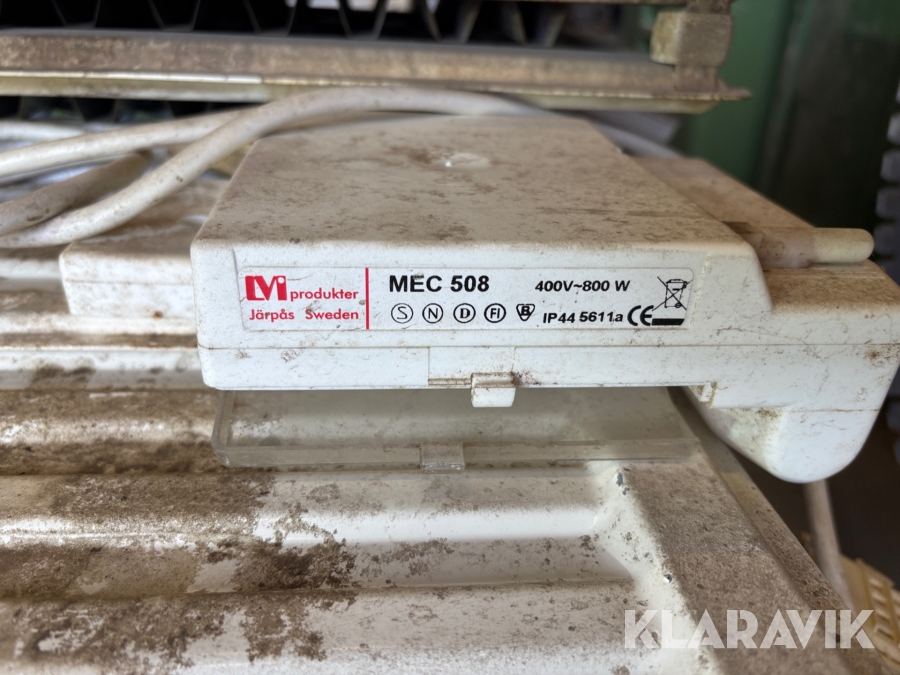 LVI produkter
Järpås Sweden
MEC 508
400V~800 W
S N D FI B
IP44 5611a CE
KLARAVIK